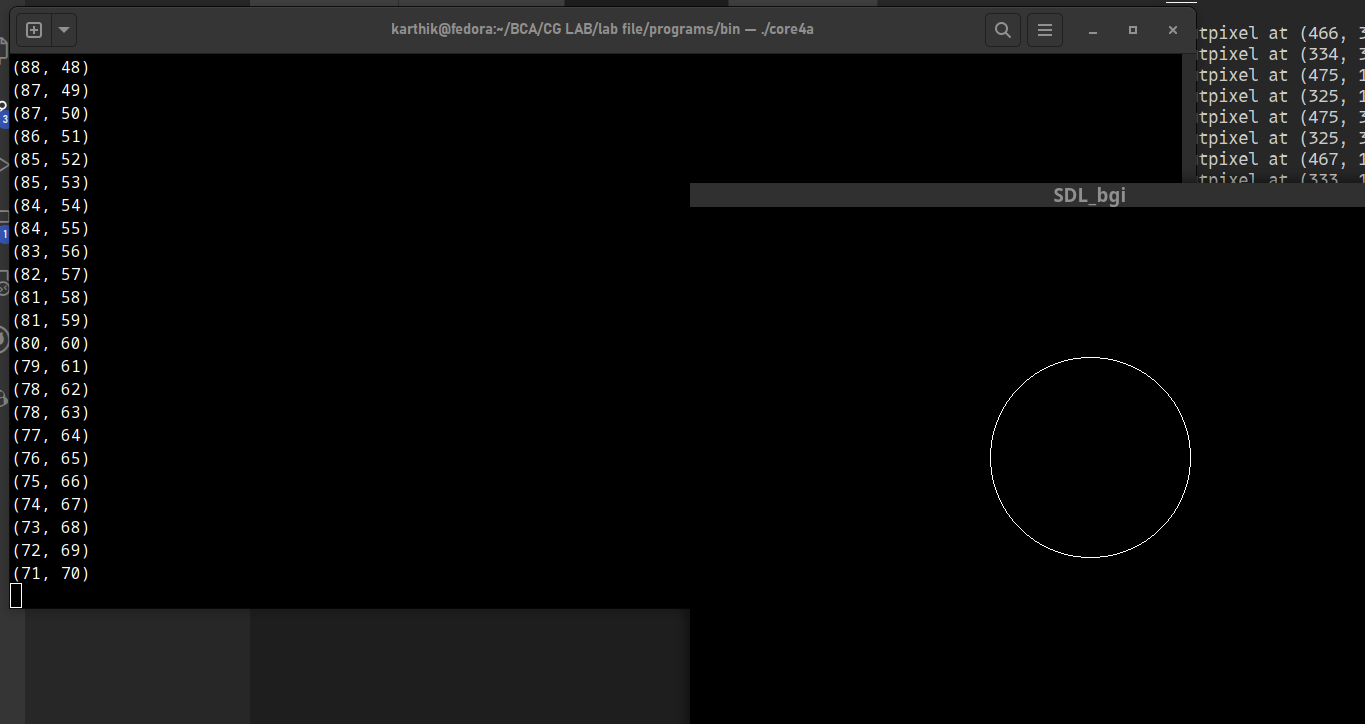 karthik@fedora:~/BCA/CG LAB/lab file/programs/bin — ./core4a
(88, 48)
(87, 49)
(87, 50)
(86, 51)
(85, 52)
(85, 53)
(84, 54)
(84, 55)
(83, 56)
(82, 57)
(81, 58)
(81, 59)
(80, 60)
(79, 61)
(78, 62)
(78, 63)
(77, 64)
(76, 65)
(75, 66)
(74, 67)
(73, 68)
(72, 69)
(71, 70)
3
1
tpixel at (466, 3
tpixel at (334, 3
tpixel at (475, 1
tpixel at (325, 1
tpixel at (475, 3
tpixel at (325, 3
tpixel at (467, 1
tpixel at (333, 1
SDL_bgi